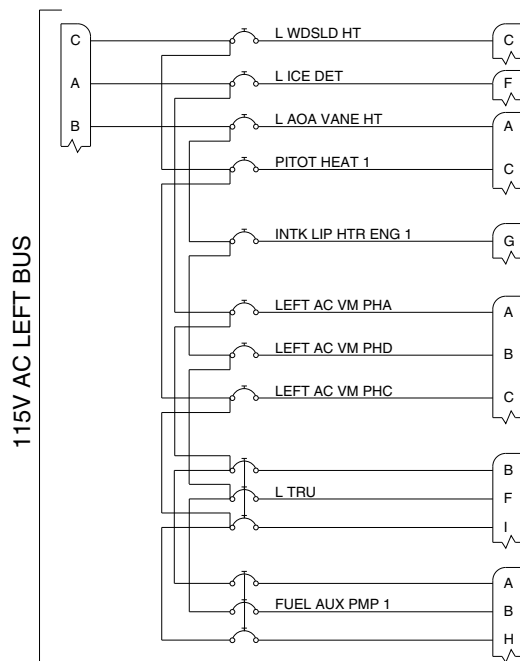 C L WDSLD HT C
A L ICE DET F
B L AOA VANE HT A
PITOT HEAT 1 C
INTK LIP HTR ENG 1 G
LEFT AC VM PHA A
LEFT AC VM PHD B
LEFT AC VM PHC C
B
L TRU F
I
A
FUEL AUX PMP 1 B
H
115V AC LEFT BUS